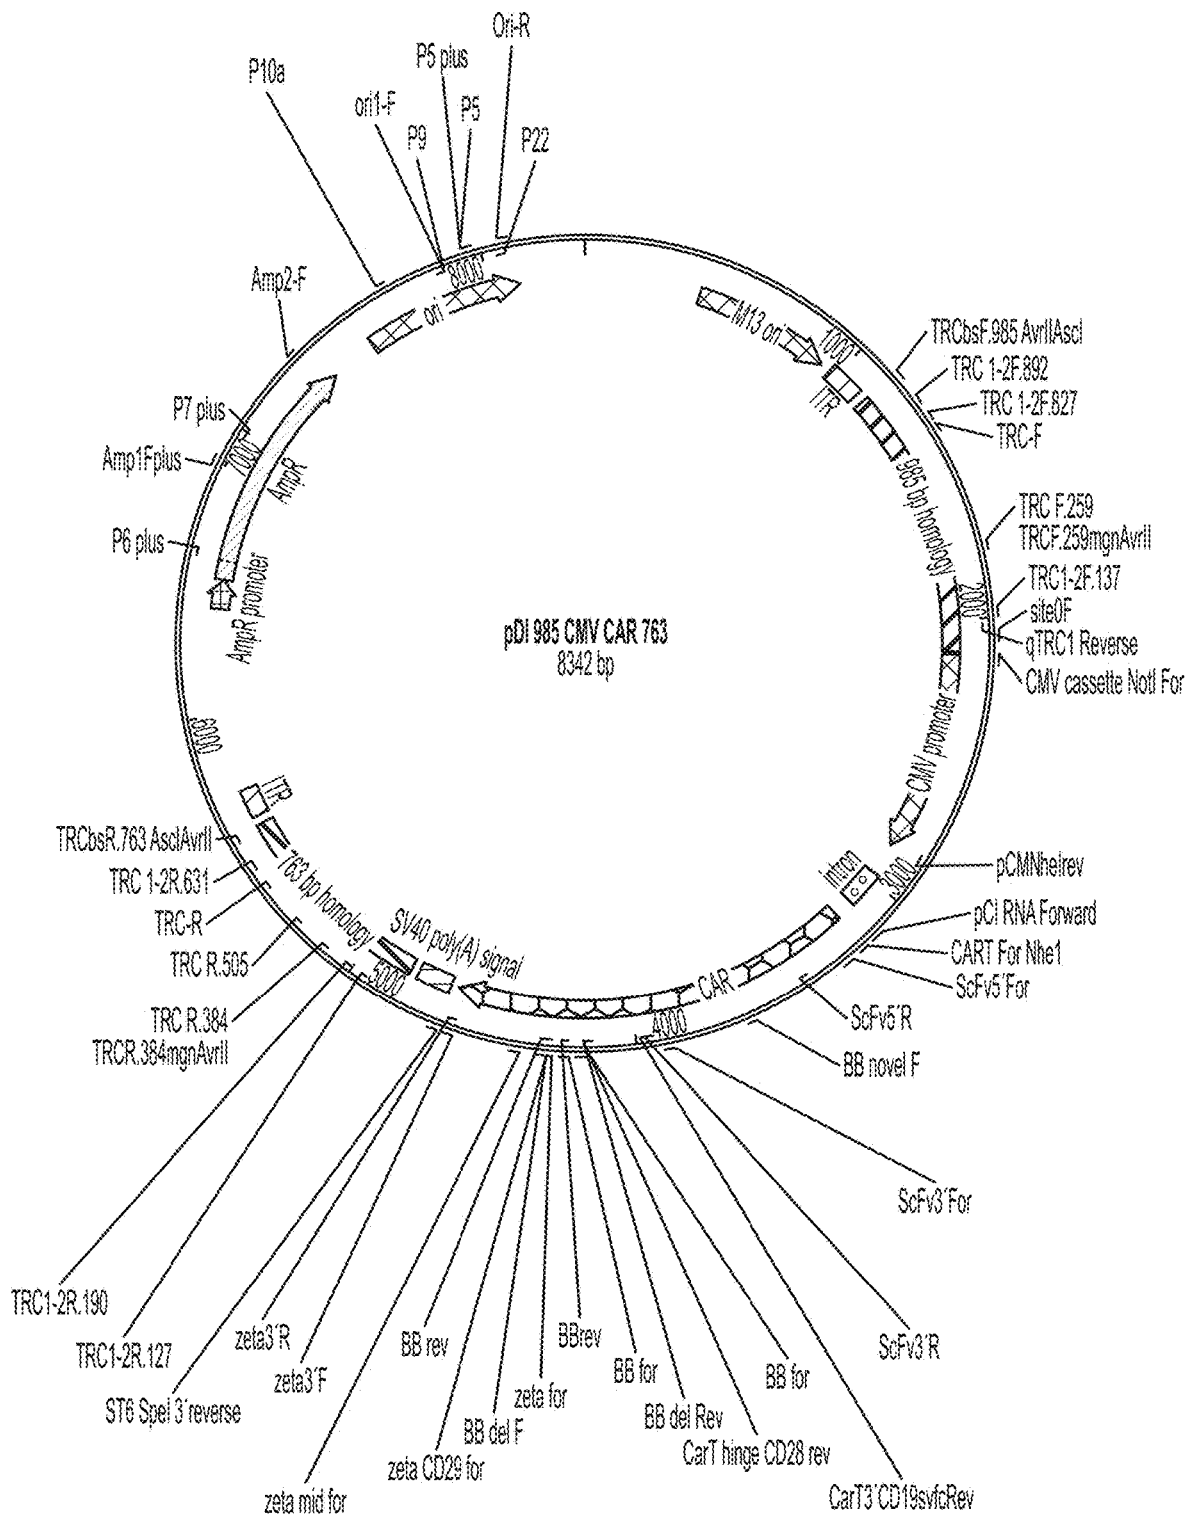 Ori-R
P5 plus
P10a
ori1-F
P5
P9
P22
Amp2-F
8000
ori
M13 ori
1000
TRCbsF.985 AvrIIAscI
TRC 1-2F.892
TRC 1-2F.827
TRC-F
ITR
985 bp homology
P7 plus
7000
Amp1Fplus
AmpR
P6 plus
AmpR promoter
TRC F.259
TRCF.259mgnAvrII
TRC1-2F.137
2000
site0F
qTRC1 Reverse
CMV cassette NotI For
pDI 985 CMV CAR 763
8342 bp
6000
CMV promoter
ITR
TRCbsR.763 AscIAvrII
TRC 1-2R.631
TRC-R
TRC R.505
TRC R.384
TRCR.384mgnAvrII
763 bp homology
SV40 poly(A) signal
5000
intron
3000
pCMNheIrev
pCI RNA Forward
CART For Nhe1
ScFv5´For
ScFv5´R
CAR
4000
BB novel F
ScFv3´For
TRC1-2R.190
TRC1-2R.127
ST6 SpeI 3´reverse
zeta3´R
zeta3´F
BB rev
BBrev
zeta for
BB for
BB for
ScFv3´R
BB del F
BB del Rev
zeta CD29 for
CarT hinge CD28 rev
zeta mid for
CarT3´CD19svfcRev